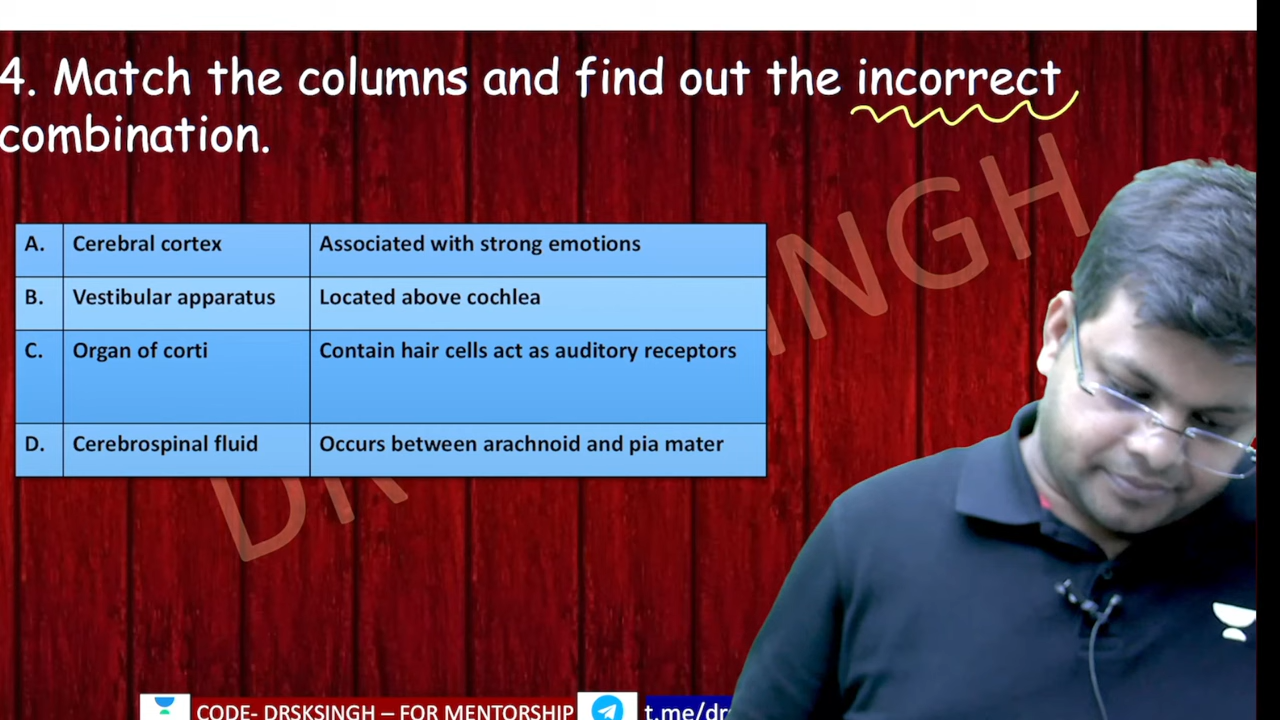 4. Match the columns and find out the incorrect
combination.
A. Cerebral cortex Associated with strong emotions
B. Vestibular apparatus Located above cochlea
C. Organ of corti Contain hair cells act as auditory receptors
D. Cerebrospinal fluid Occurs between arachnoid and pia mater
CODE- DRSKSINGH – FOR MENTORSHIP t.me/dr